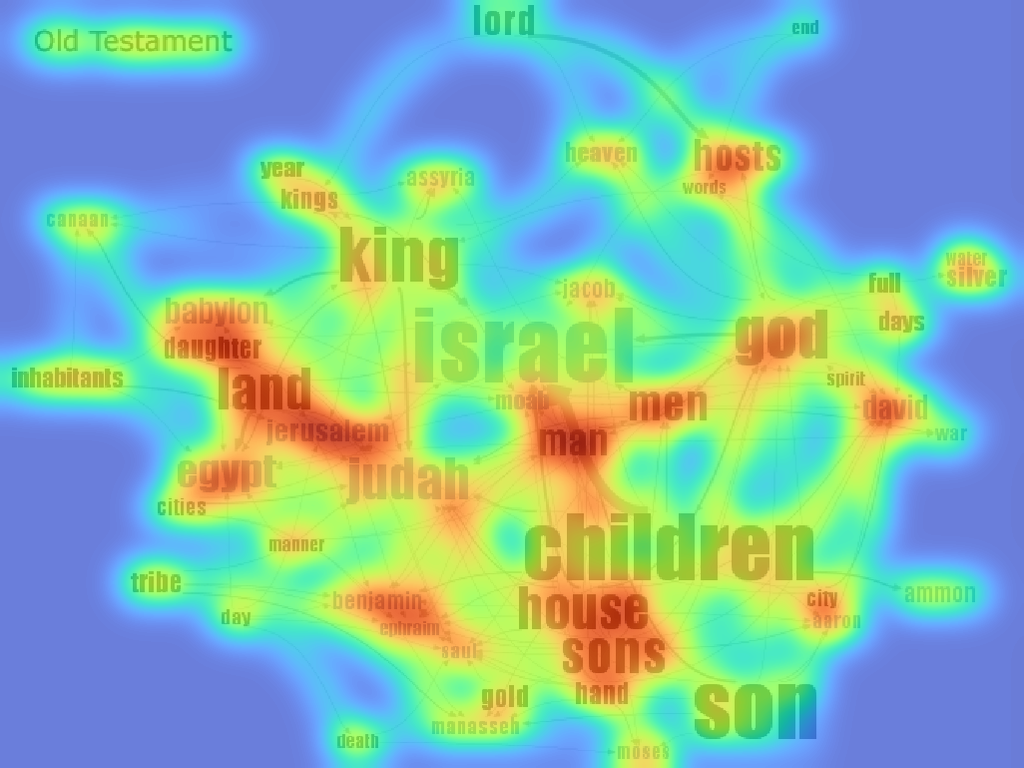 lord
end
Old Testament
heaven
hosts
year
assyria
words
kings
canaan
king
water
silver
jacob
full
babylon
days
israel
god
daughter
inhabitants
land
spirit
moab
men
david
jerusalem
man
war
egypt
judah
cities
manner
children
tribe
ammon
benjamin
house
city
day
ephraim
aaron
saul
sons
gold
hand
son
manasseh
death
moses